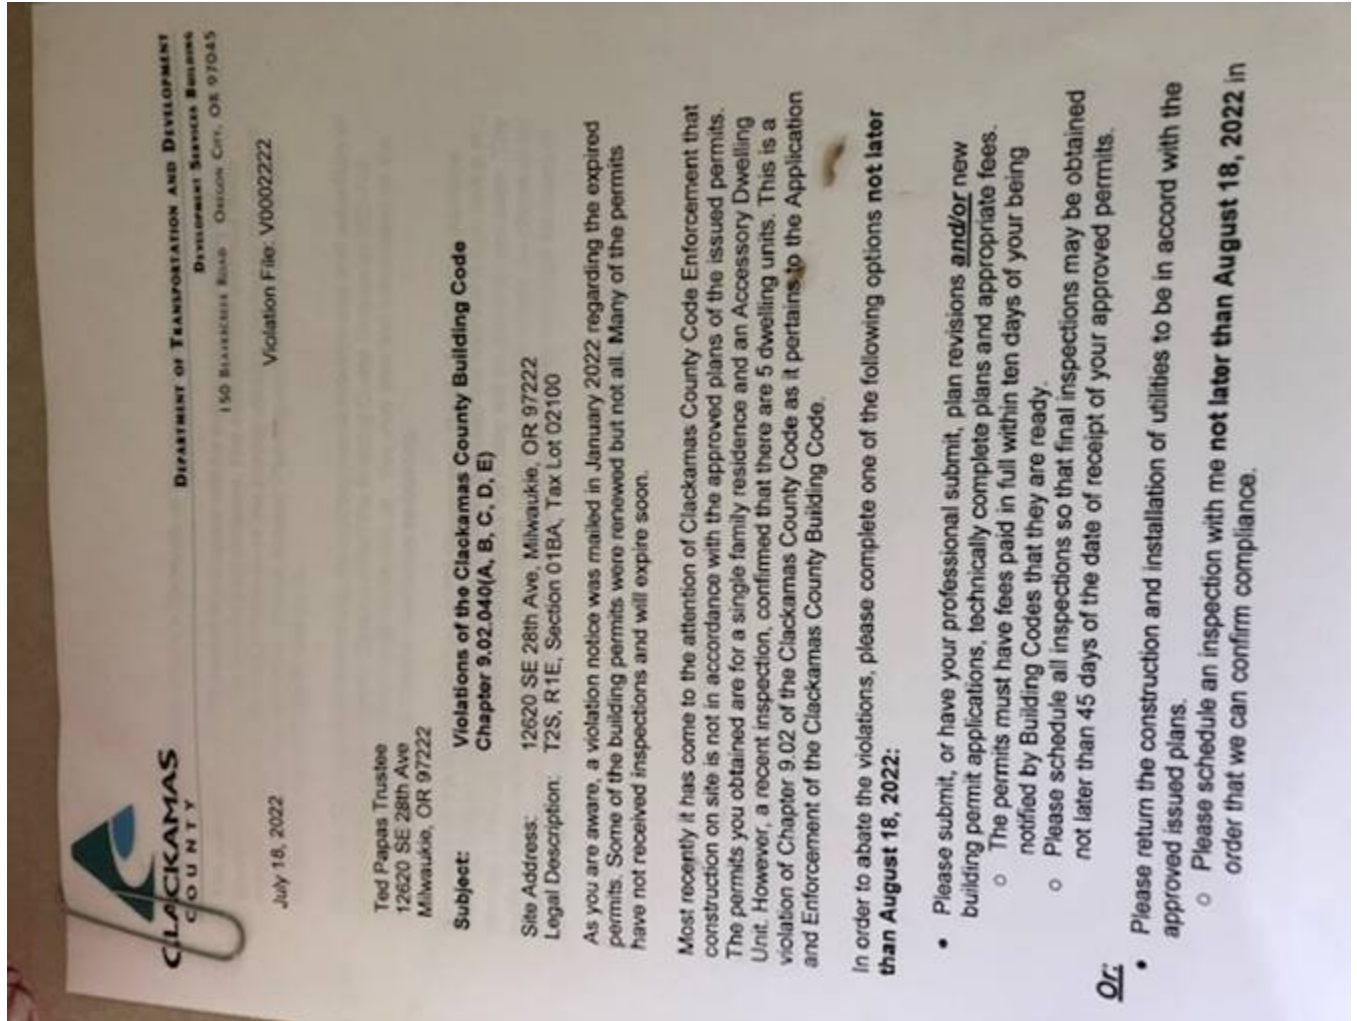 CLACKAMAS
COUNTY
DEPARTMENT OF TRANSPORTATION AND DEVELOPMENT
DEVELOPMENT SERVICES BUILDING
150 BEAVERCREEK ROAD OREGON CITY, OR 97045
July 18, 2022
Violation File: V0002222
Ted Papas Trustee
12620 SE 28th Ave
Milwaukie, OR 97222
Subject: Violations of the Clackamas County Building Code
Chapter 9.02.040(A, B, C, D, E)
Site Address: 12620 SE 28th Ave, Milwaukie, OR 97222
Legal Description: T2S, R1E, Section 01BA, Tax Lot 02100
As you are aware, a violation notice was mailed in January 2022 regarding the expired
permits. Some of the building permits were renewed but not all. Many of the permits
have not received inspections and will expire soon.
Most recently it has come to the attention of Clackamas County Code Enforcement that
construction on site is not in accordance with the approved plans of the issued permits.
The permits you obtained are for a single family residence and an Accessory Dwelling
Unit. However, a recent inspection, confirmed that there are 5 dwelling units. This is a
violation of Chapter 9.02 of the Clackamas County Code as it pertains to the Application
and Enforcement of the Clackamas County Building Code.
In order to abate the violations, please complete one of the following options not later
than August 18, 2022:
• Please submit, or have your professional submit, plan revisions and/or new
building permit applications, technically complete plans and appropriate fees.
○ The permits must have fees paid in full within ten days of your being
notified by Building Codes that they are ready.
○ Please schedule all inspections so that final inspections may be obtained
not later than 45 days of the date of receipt of your approved permits.
Or:
• Please return the construction and installation of utilities to be in accord with the
approved issued plans.
○ Please schedule an inspection with me not later than August 18, 2022 in
order that we can confirm compliance.